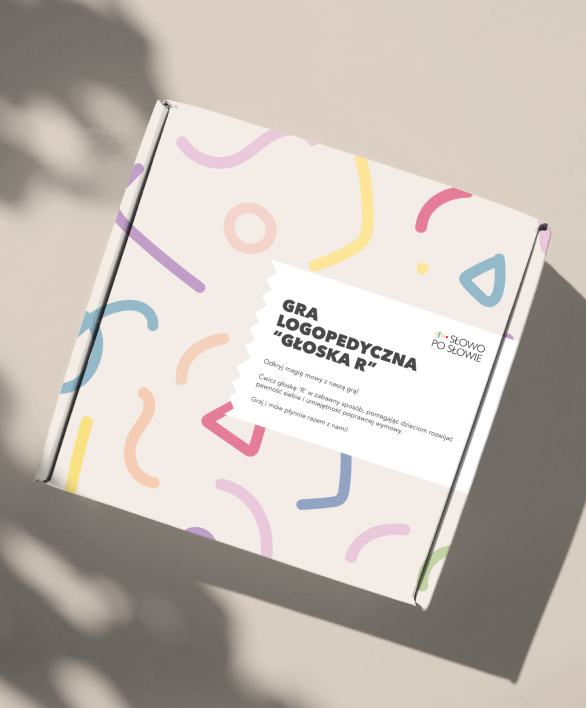 GRA
LOGOPEDYCZNA
"GŁOSKA R"
SŁOWO
PO SŁOWIE
Odkryj magię mowy z naszą grą!
Ćwicz głoskę 'R' w zabawny sposób, pomagając dzieciom rozwijać
pewność siebie i umiejętność poprawnej wymowy.
Graj i mów płynnie razem z nami!